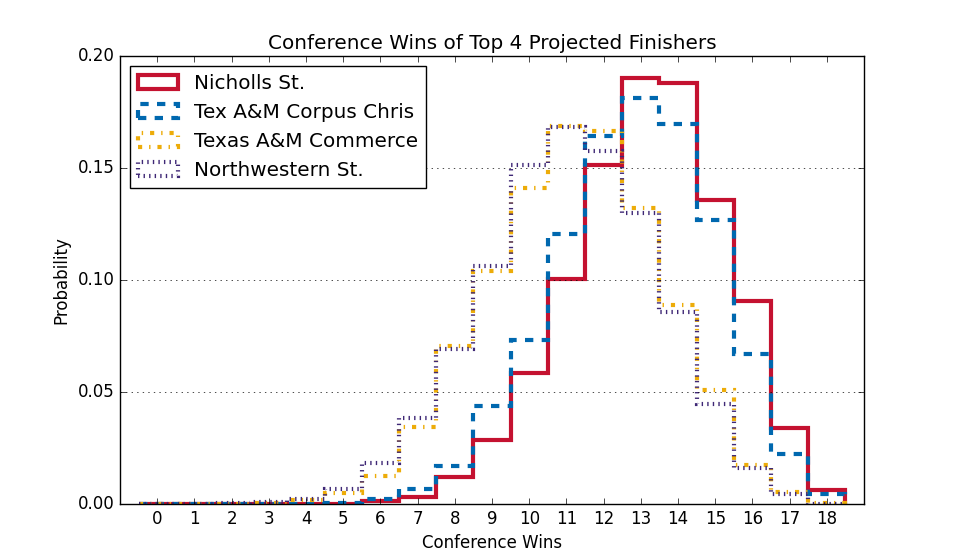 Conference Wins of Top 4 Projected Finishers
0.20
0.15
0.10
0.05
0.00
Probability
Nicholls St.
Tex A&M Corpus Chris
Texas A&M Commerce
Northwestern St.
0 1 2 3 4 5 6 7 8 9 10 11 12 13 14 15 16 17 18
Conference Wins